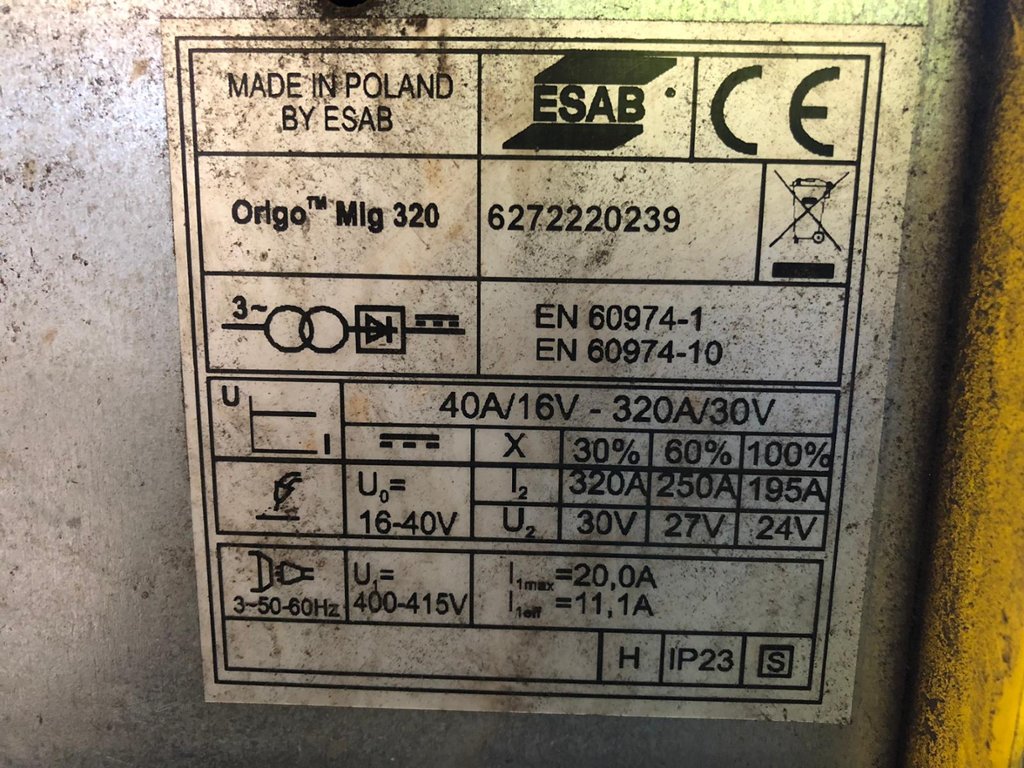 MADE IN POLAND
BY ESAB
ESAB
CE
Origo™ Mig 320
6272220239
3~
EN 60974-1
EN 60974-10
U
I
40A/16V - 320A/30V
X 30% 60% 100%
U₀=
16-40V
I₂ 320A 250A 195A
U₂ 30V 27V 24V
3~50-60Hz
U₁=
400-415V
I1max=20,0A
I1eff =11,1A
H IP23 S